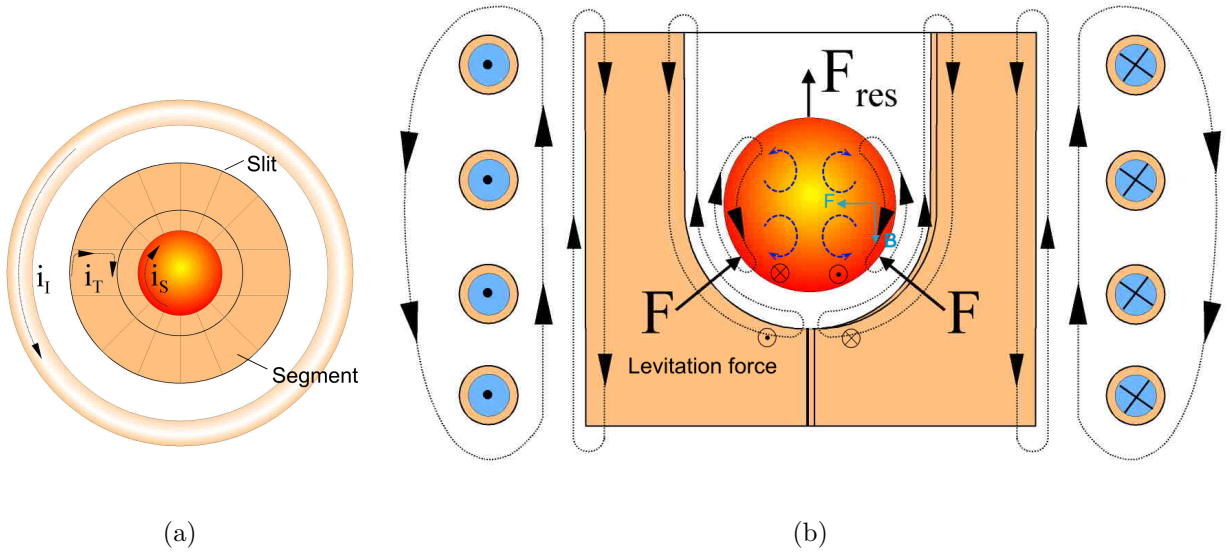 Slit
i_I
i_T
i_S
Segment
(a)
F_res
F
B
F
F
Levitation force
(b)